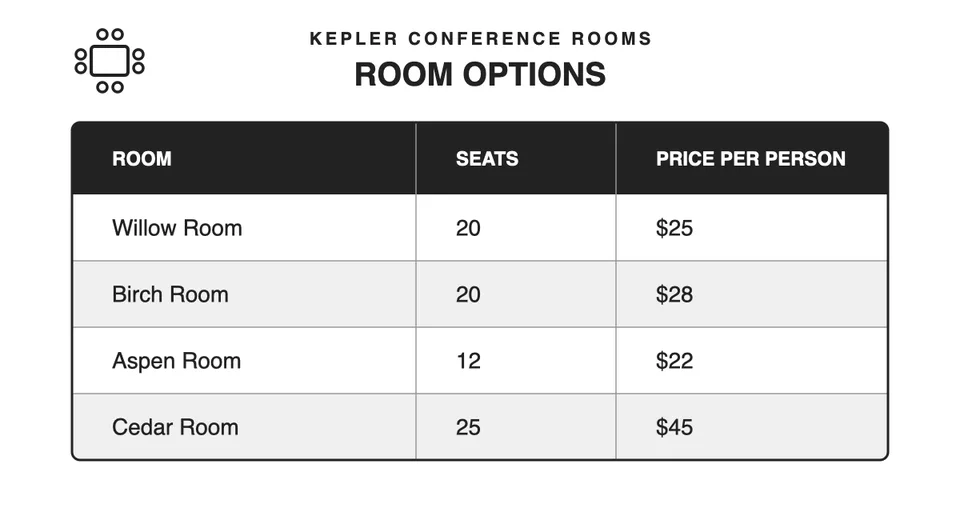 KEPLER CONFERENCE ROOMS
ROOM OPTIONS
ROOM SEATS PRICE PER PERSON
Willow Room 20 $25
Birch Room 20 $28
Aspen Room 12 $22
Cedar Room 25 $45